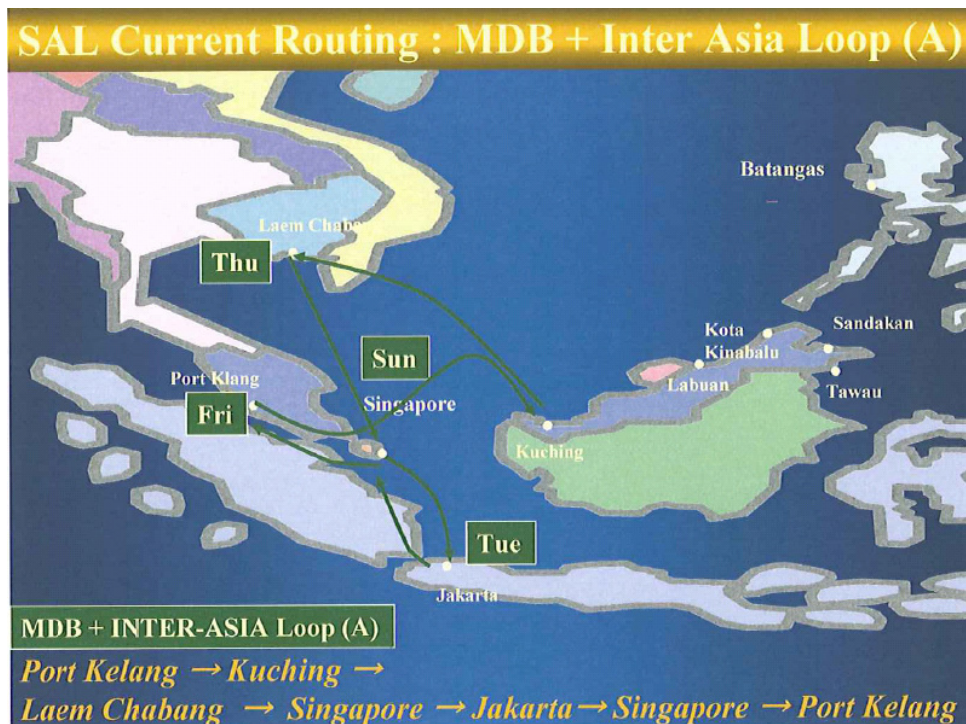 SAL Current Routing : MDB + Inter Asia Loop (A)
Batangas
Laem Chaba
Thu
Kota
Kinabalu
Sandakan
Sun
Labuan
Tawau
Port Klang
Singapore
Fri
Kuching
Tue
Jakarta
MDB + INTER-ASIA Loop (A)
Port Kelang → Kuching →
Laem Chabang → Singapore → Jakarta → Singapore → Port Kelang